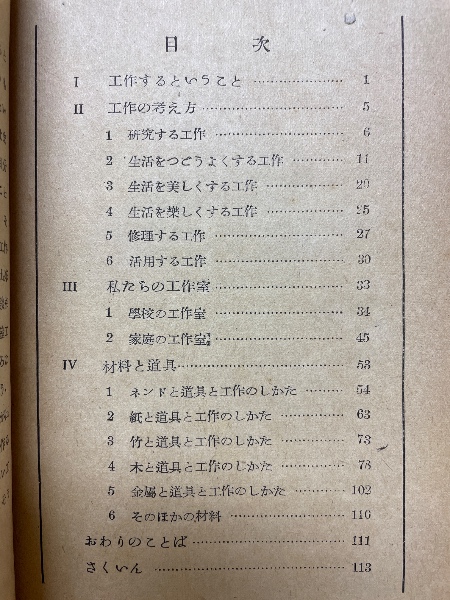 目次
I 工作するということ ………………… 1
II 工作の考え方 ………………………… 5
1 研究する工作 ………………………… 6
2 生活をつごうよくする工作 ………… 11
3 生活を美しくする工作 ……………… 20
4 生活を樂しくする工作 ……………… 25
5 修理する工作 ………………………… 27
6 活用する工作 ………………………… 30
III 私たちの工作室 ……………………… 33
1 學校の工作室 ………………………… 34
2 家庭の工作室 ………………………… 45
IV 材料と道具 …………………………… 53
1 ネンドと道具と工作のしかた ……… 54
2 紙と道具と工作のしかた …………… 63
3 竹と道具と工作のしかた …………… 73
4 木と道具と工作のしかた …………… 78
5 金屬と道具と工作のしかた ………… 102
6 そのほかの材料 ……………………… 110
おわりのことば ………………………… 111
さくいん ………………………………… 113